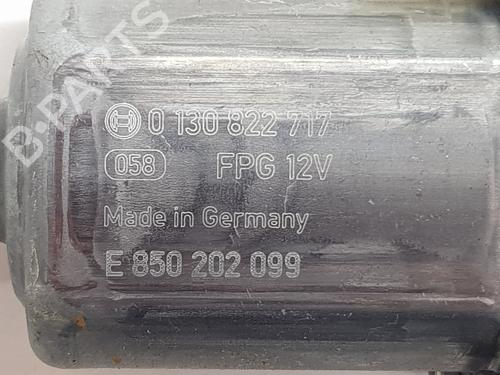 B-PARTS
0 130 822 717
058 FPG 12V
Made in Germany
E 850 202 099